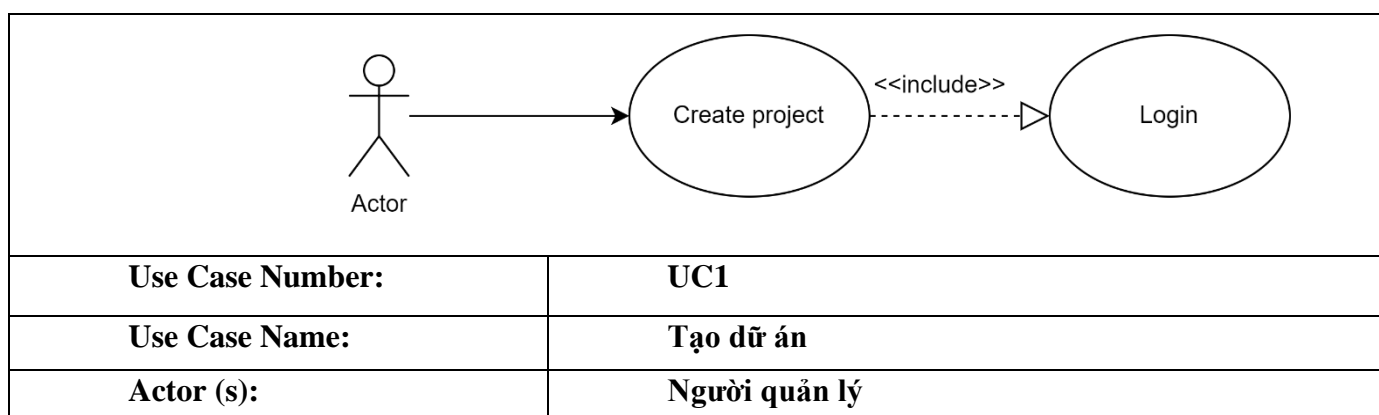 <<include>>
Create project
Login
Actor
Use Case Number: UC1
Use Case Name: Tạo dữ án
Actor (s): Người quản lý